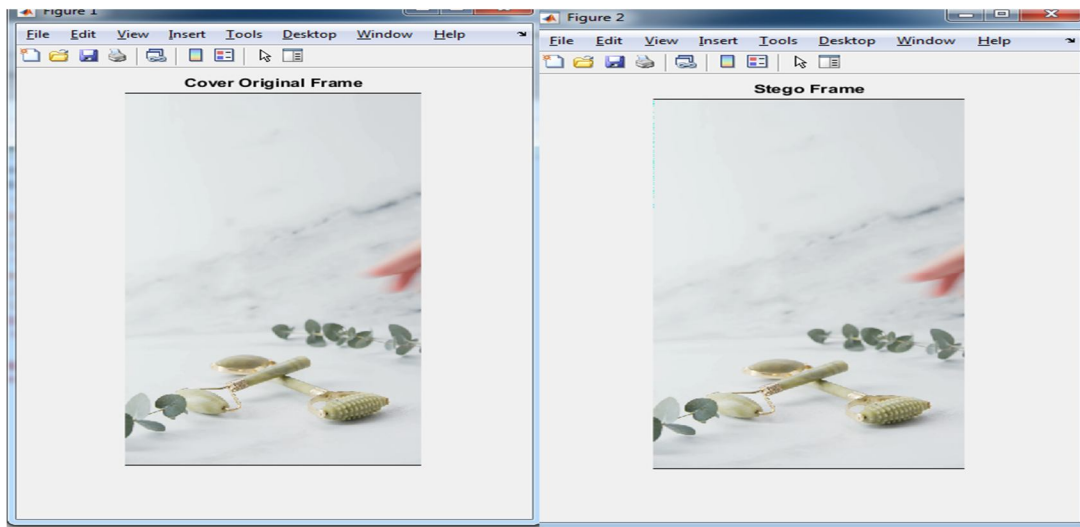 Figure 1
File Edit View Insert Tools Desktop Window Help
Cover Original Frame
Figure 2
File Edit View Insert Tools Desktop Window Help
Stego Frame